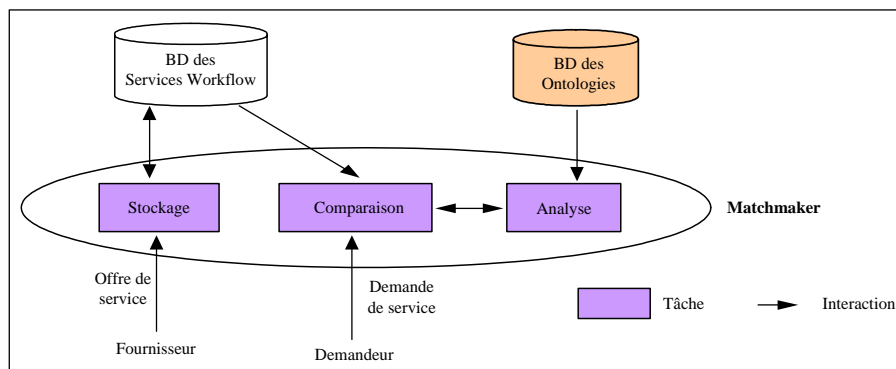 BD des
Services Workflow
BD des
Ontologies
Stockage
Comparaison
Analyse
Matchmaker
Offre de
service
Demande
de service
Tâche
Interaction
Fournisseur
Demandeur